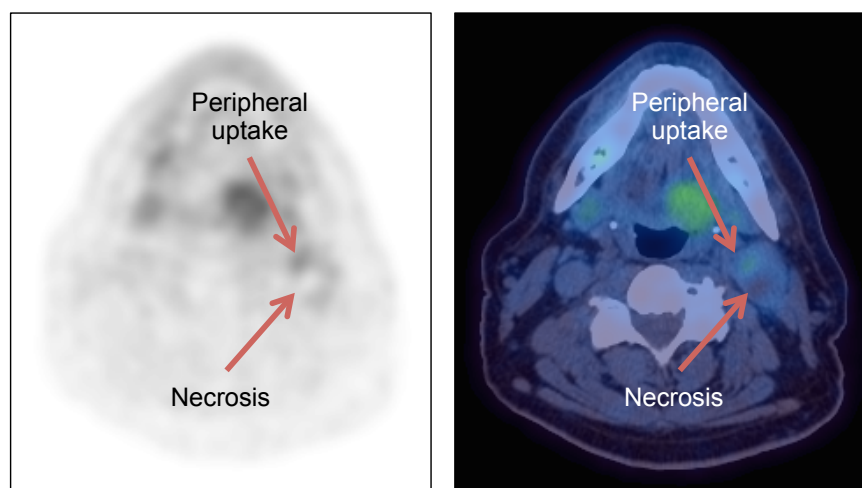 Peripheral
uptake
Necrosis
Peripheral
uptake
Necrosis